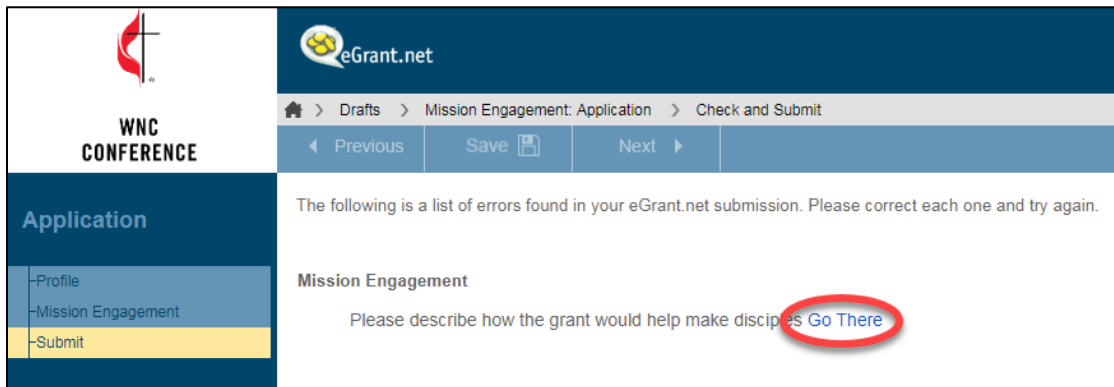 WNC
CONFERENCE
eGrant.net
Drafts > Mission Engagement: Application > Check and Submit
Previous Save Next
Application
Profile
Mission Engagement
Submit
The following is a list of errors found in your eGrant.net submission. Please correct each one and try again.
Mission Engagement
Please describe how the grant would help make disciples Go There